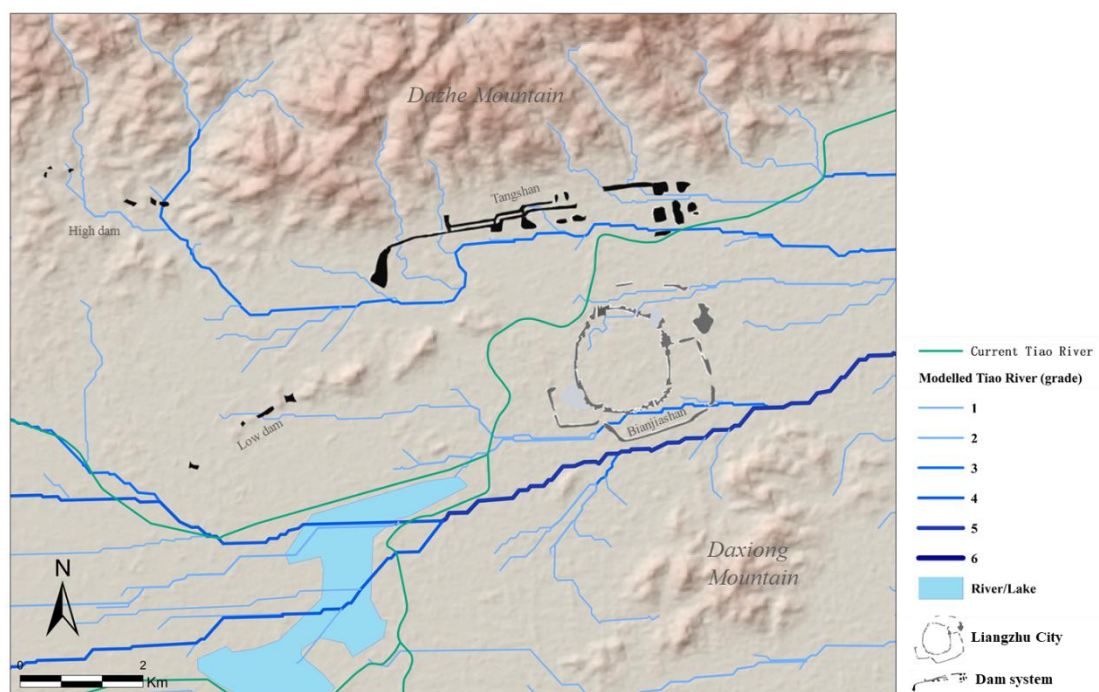 Dazhe Mountain
Tangshan
High dam
Low dam
Bianjiashan
Daxiong
Mountain
N
0 2
Km
Current Tiao River
Modelled Tiao River (grade)
1
2
3
4
5
6
River/Lake
Liangzhu City
Dam system